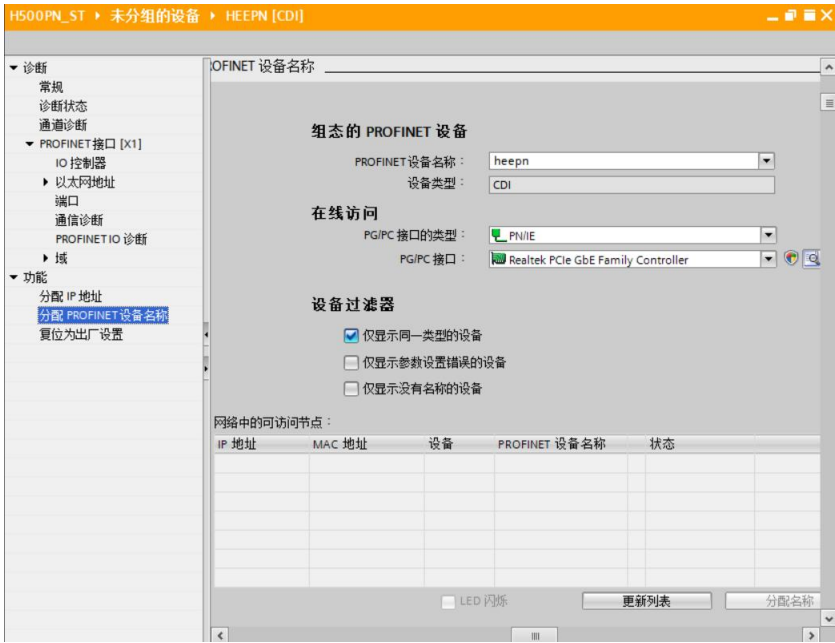 H500PN_ST ▸ 未分组的设备 ▸ HEEPN [CDI]
诊断
常规
诊断状态
通道诊断
PROFINET接口 [X1]
IO 控制器
以太网地址
端口
通信诊断
PROFINET IO 诊断
域
功能
分配 IP 地址
分配 PROFINET设备名称
复位为出厂设置
OFINET 设备名称
组态的 PROFINET 设备
PROFINET设备名称：
heepn
设备类型：
CDI
在线访问
PG/PC 接口的类型：
PN/IE
PG/PC 接口：
Realtek PCIe GbE Family Controller
设备过滤器
仅显示同一类型的设备
仅显示参数设置错误的设备
仅显示没有名称的设备
网络中的可访问节点：
IP 地址 MAC 地址 设备 PROFINET 设备名称 状态
LED 闪烁 更新列表 分配名称